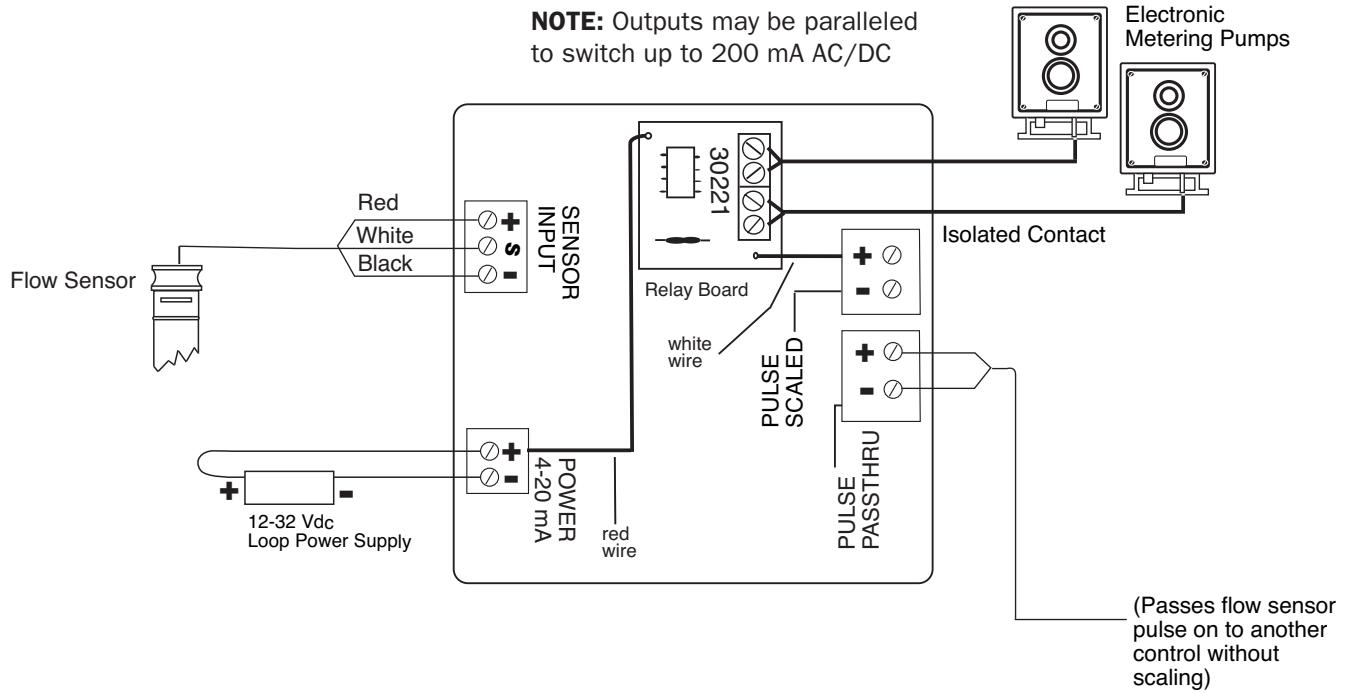 NOTE: Outputs may be paralleled
to switch up to 200 mA AC/DC
Electronic
Metering Pumps
30221
Red
White
Black
+
S
-
SENSOR
INPUT
Flow Sensor
Isolated Contact
Relay Board
+
-
white
wire
PULSE
SCALED
+
-
PULSE
PASSTHRU
+
-
POWER
4-20 mA
red
wire
+
-
12-32 Vdc
Loop Power Supply
(Passes flow sensor
pulse on to another
control without
scaling)